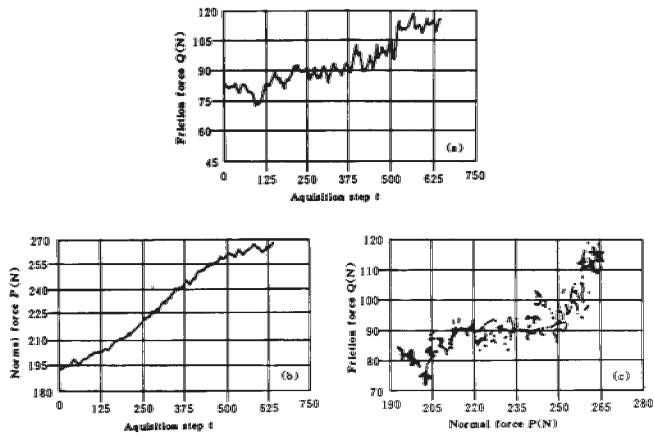 120
105
90
75
60
45
Friction force Q(N)
(a)
0 125 250 375 500 625 750
Aquisition step t
270
255
240
225
210
195
180
Normal force P(N)
(b)
0 125 250 375 500 625 750
Aquisition step t
120
110
100
90
80
70
Friction force Q(N)
(c)
190 205 220 235 250 265 280
Normal force P(N)